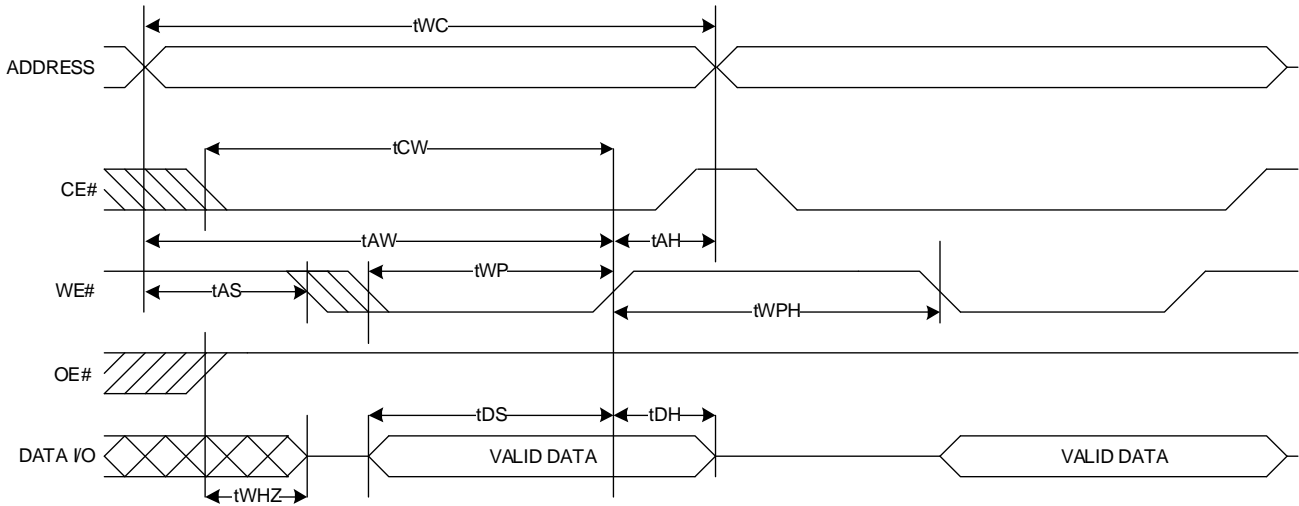 tWC
ADDRESS
tCW
CE#
tAW
tAH
tWP
WE#
tAS
tWPH
OE#
tDS
tDH
DATA I/O
VALID DATA
VALID DATA
tWHZ